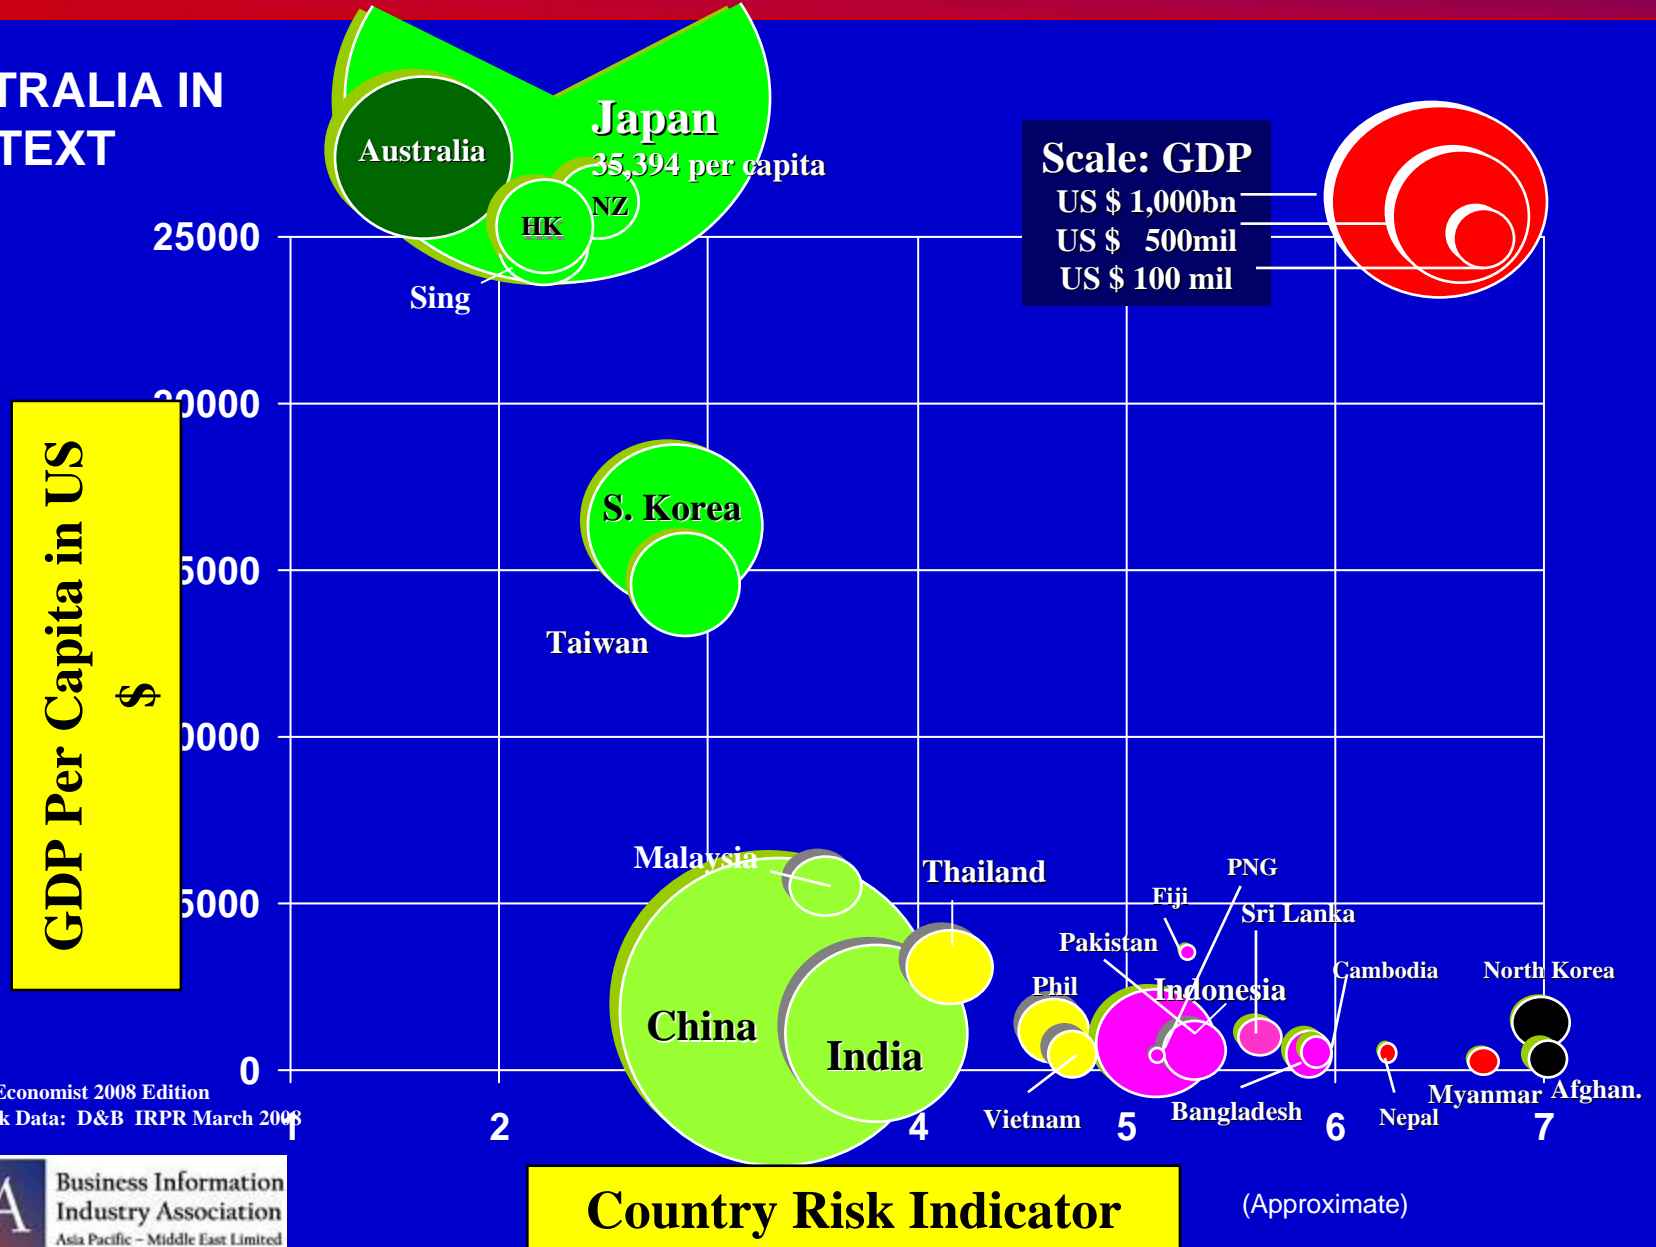 TRALIA IN
TEXT
Australia
Japan
35,394 per capita
NZ
HK
Sing
Scale: GDP
US $ 1,000bn
US $ 500mil
US $ 100 mil
25000
0000
5000
0000
5000
0
GDP Per Capita in US
$
S. Korea
Taiwan
Malaysia
China
India
Thailand
Phil
Vietnam
Pakistan
Fiji
PNG
Sri Lanka
Indonesia
Cambodia
North Korea
Bangladesh
Nepal
Myanmar
Afghan.
Economist 2008 Edition
k Data: D&B IRPR March 2008
1
2
4
5
6
7
Country Risk Indicator
(Approximate)
A
Business Information
Industry Association
Asia Pacific – Middle East Limited